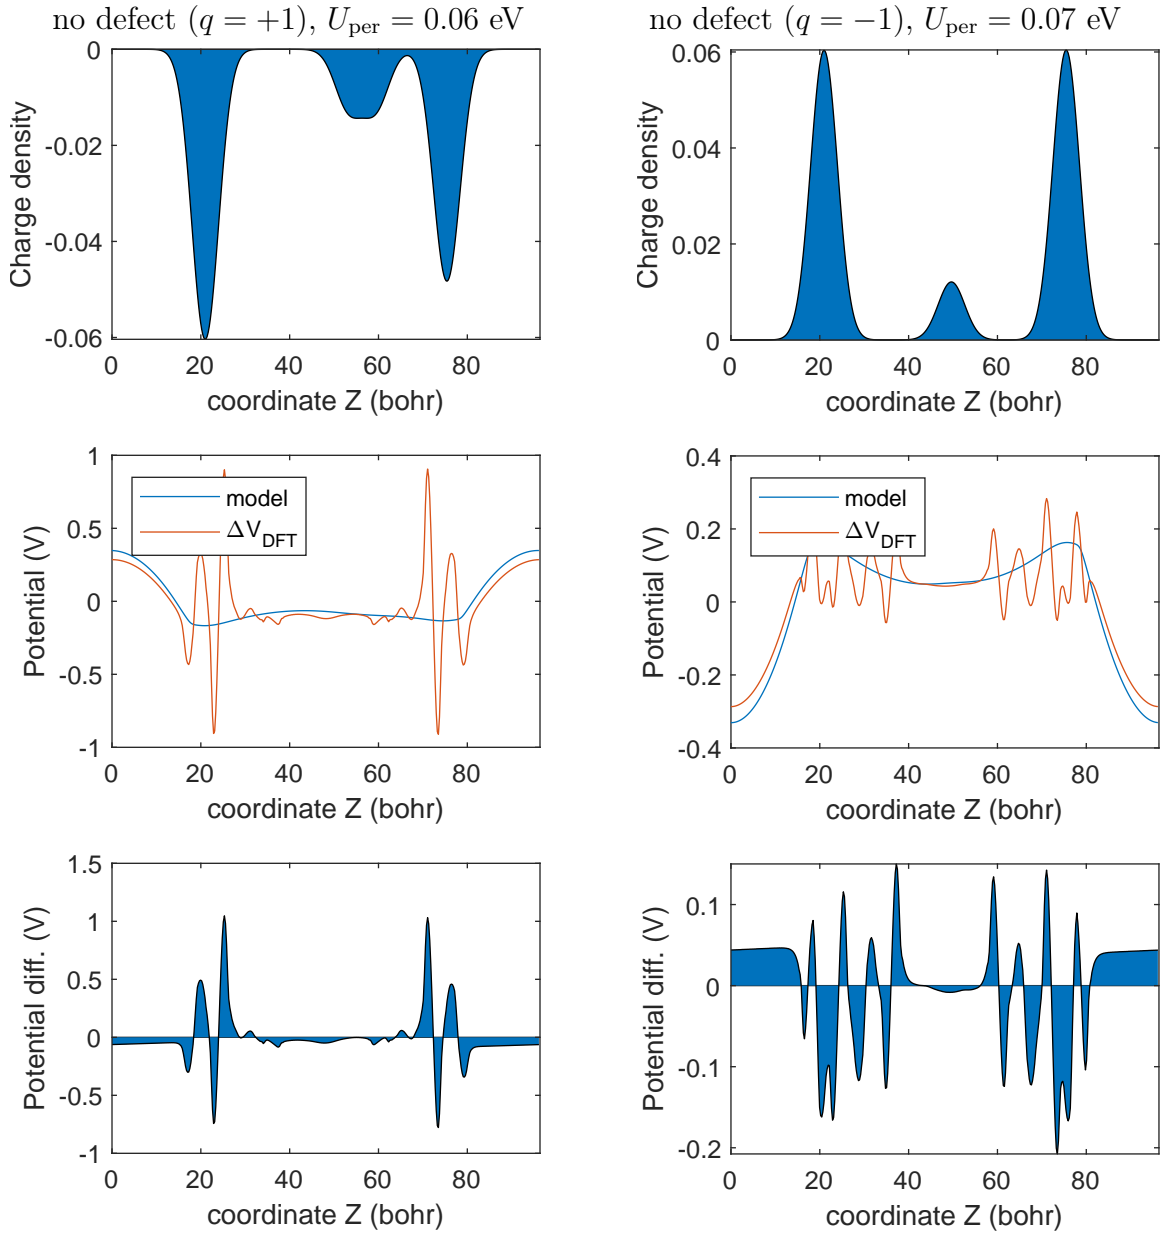 no defect (q = +1), U_per = 0.06 eV
0
-0.02
-0.04
-0.06
Charge density
0 20 40 60 80
coordinate Z (bohr)
no defect (q = −1), U_per = 0.07 eV
0.06
0.04
0.02
0
Charge density
0 20 40 60 80
coordinate Z (bohr)
1
0.5
0
-0.5
-1
Potential (V)
model
ΔV_DFT
0 20 40 60 80
coordinate Z (bohr)
0.4
0.2
0
-0.2
-0.4
Potential (V)
model
ΔV_DFT
0 20 40 60 80
coordinate Z (bohr)
1.5
1
0.5
0
-0.5
-1
Potential diff. (V)
0 20 40 60 80
coordinate Z (bohr)
0.1
0
-0.1
-0.2
Potential diff. (V)
0 20 40 60 80
coordinate Z (bohr)